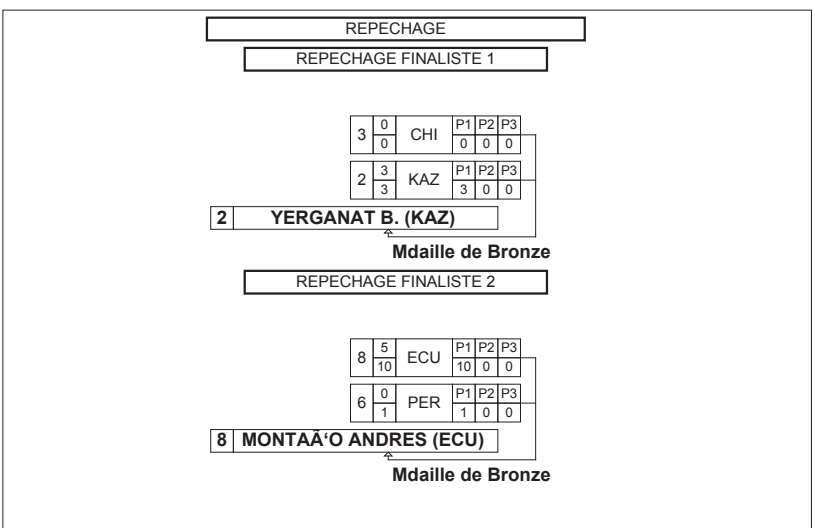 REPECHAGE
REPECHAGE FINALISTE 1
3 0 CHI P1 P2 P3
0 0 0 0
2 3 KAZ P1 P2 P3
3 3 0 0
2 YERGANAT B. (KAZ)
Mdaille de Bronze
REPECHAGE FINALISTE 2
8 5 ECU P1 P2 P3
10 10 0 0
6 0 PER P1 P2 P3
1 1 0 0
8 MONTAÃ‘O ANDRES (ECU)
Mdaille de Bronze